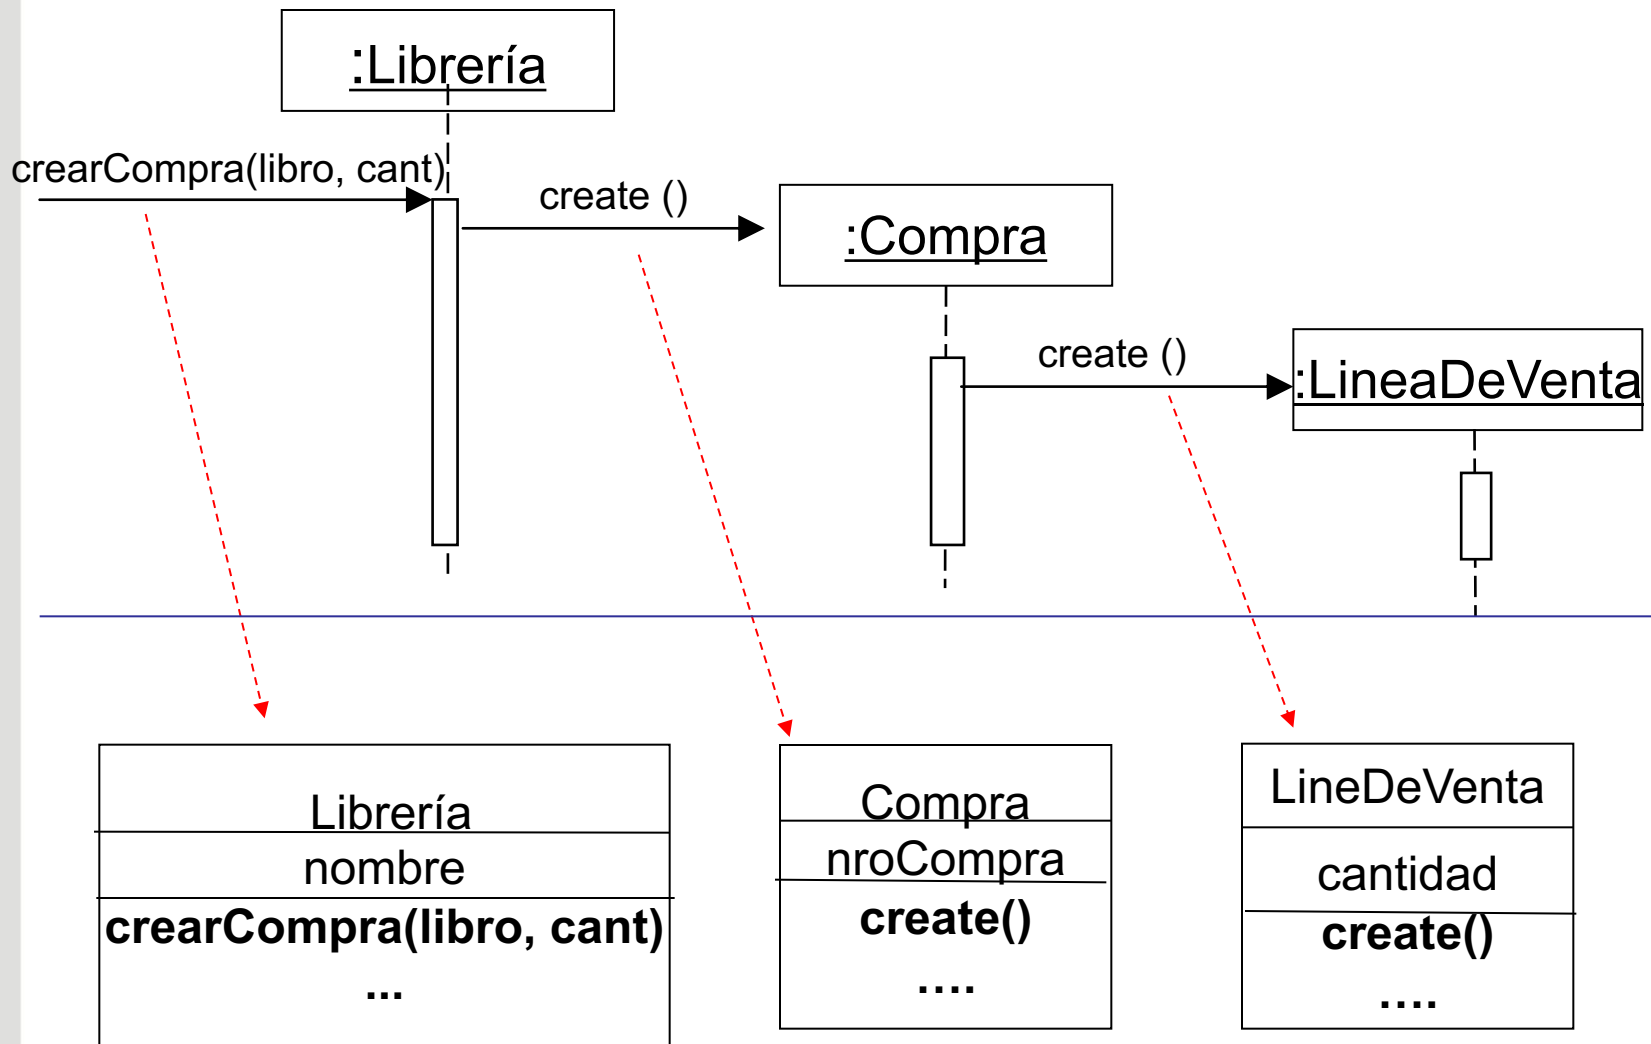 :Librería
crearCompra(libro, cant)
create ()
:Compra
create ()
:LineaDeVenta
Librería
nombre
crearCompra(libro, cant)
...
Compra
nroCompra
create()
....
LineDeVenta
cantidad
create()
....